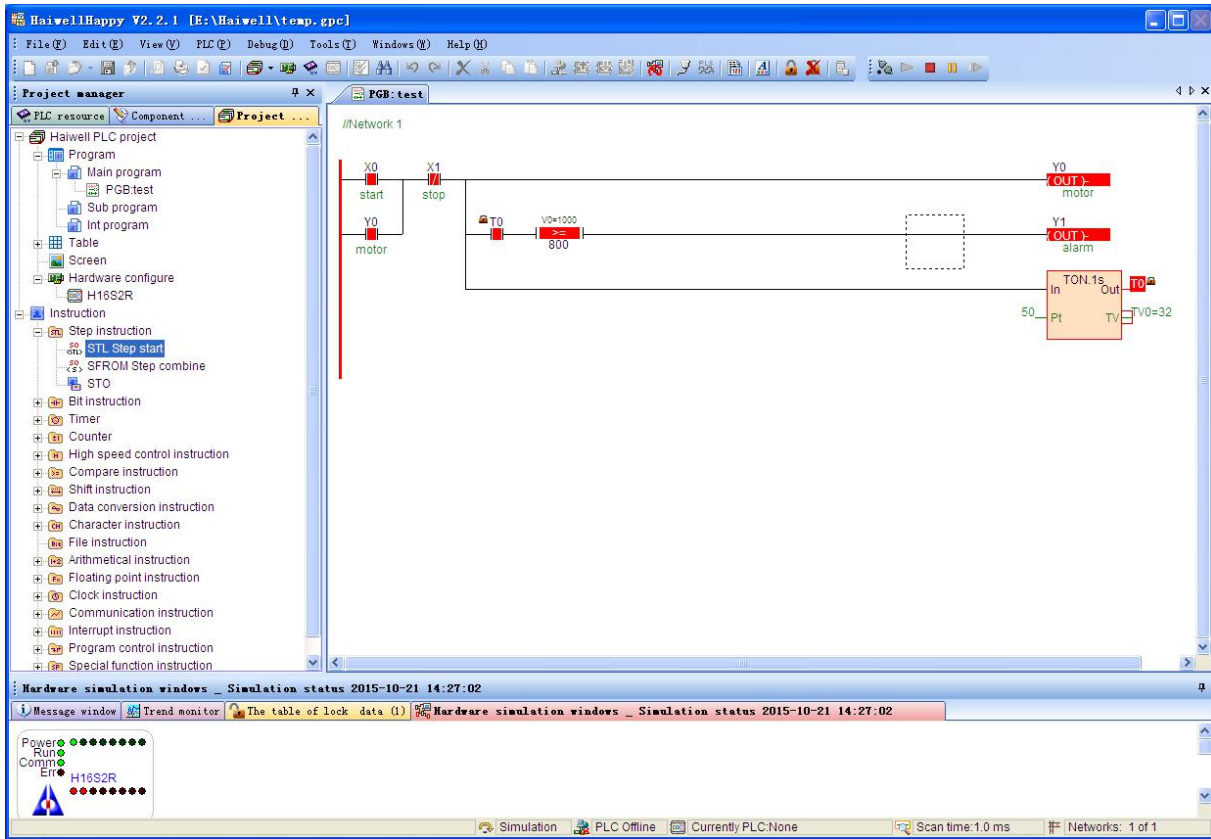 HaiwellHappy V2.2.1 [E:\Haiwell\temp.gpc]
File(F) Edit(E) View(V) PLC(P) Debug(D) Tools(T) Windows(W) Help(H)
Project manager
PLC resource Component ... Project ...
Haiwell PLC project
Program
Main program
PGB:test
Sub program
Int program
Table
Screen
Hardware configure
H16S2R
Instruction
Step instruction
STL Step start
SFROM Step combine
STO
Bit instruction
Timer
Counter
High speed control instruction
Compare instruction
Shift instruction
Data conversion instruction
Character instruction
File instruction
Arithmetical instruction
Floating point instruction
Clock instruction
Communication instruction
Interrupt instruction
Program control instruction
Special function instruction
PGB:test
//Network 1
X0 X1 Y0
(OUT)
start stop motor
Y0 T0 V0=1000 Y1
>= (OUT)
motor 800 alarm
TON.1s
In Out T0
50 Pt TV TV0=32
Hardware simulation windows _ Simulation status 2015-10-21 14:27:02
Message window Trend monitor The table of lock data (1) Hardware simulation windows _ Simulation status 2015-10-21 14:27:02
Power
Run
Comm
Err
H16S2R
Simulation PLC Offline Currently PLC:None Scan time:1.0 ms Networks: 1 of 1